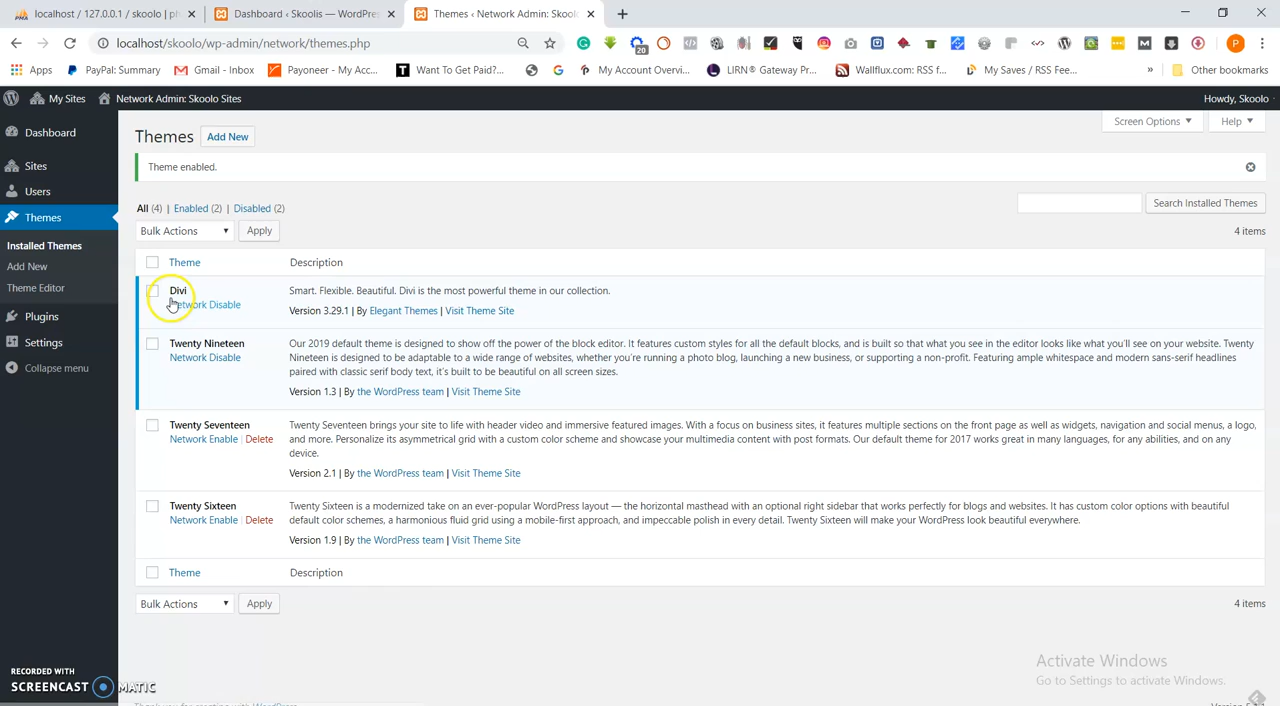 localhost / 127.0.0.1 / skoolo | ph
Dashboard ‹ Skoolis — WordPres
Themes ‹ Network Admin: Skoolo
localhost/skoolo/wp-admin/network/themes.php
20
P
Apps
PayPal: Summary
Gmail - Inbox
Payoneer - My Acc...
Want To Get Paid?...
My Account Overvi...
LIRN® Gateway Pr...
Wallflux.com: RSS f...
My Saves / RSS Fee...
»
Other bookmarks
My Sites
Network Admin: Skoolo Sites
Howdy, Skoolo
Dashboard
Sites
Users
Themes
Installed Themes
Add New
Theme Editor
Plugins
Settings
Collapse menu
Screen Options
Help
Themes
Add New
Theme enabled.
All (4) | Enabled (2) | Disabled (2)
Search Installed Themes
Bulk Actions
Apply
4 items
Theme
Description
Divi
Network Disable
Smart. Flexible. Beautiful. Divi is the most powerful theme in our collection.
Version 3.29.1 | By Elegant Themes | Visit Theme Site
Twenty Nineteen
Network Disable
Our 2019 default theme is designed to show off the power of the block editor. It features custom styles for all the default blocks, and is built so that what you see in the editor looks like what you'll see on your website. Twenty
Nineteen is designed to be adaptable to a wide range of websites, whether you're running a photo blog, launching a new business, or supporting a non-profit. Featuring ample whitespace and modern sans-serif headlines
paired with classic serif body text, it's built to be beautiful on all screen sizes.
Version 1.3 | By the WordPress team | Visit Theme Site
Twenty Seventeen
Network Enable | Delete
Twenty Seventeen brings your site to life with header video and immersive featured images. With a focus on business sites, it features multiple sections on the front page as well as widgets, navigation and social menus, a logo,
and more. Personalize its asymmetrical grid with a custom color scheme and showcase your multimedia content with post formats. Our default theme for 2017 works great in many languages, for any abilities, and on any
device.
Version 2.1 | By the WordPress team | Visit Theme Site
Twenty Sixteen
Network Enable | Delete
Twenty Sixteen is a modernized take on an ever-popular WordPress layout — the horizontal masthead with an optional right sidebar that works perfectly for blogs and websites. It has custom color options with beautiful
default color schemes, a harmonious fluid grid using a mobile-first approach, and impeccable polish in every detail. Twenty Sixteen will make your WordPress look beautiful everywhere.
Version 1.9 | By the WordPress team | Visit Theme Site
Theme
Description
Bulk Actions
Apply
4 items
Activate Windows
Go to Settings to activate Windows.
RECORDED WITH
SCREENCAST MATIC